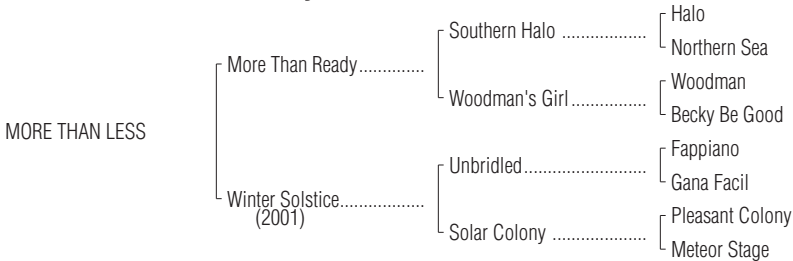 Halo
Southern Halo ..................
Northern Sea
More Than Ready..............
Woodman
Woodman's Girl................
Becky Be Good
MORE THAN LESS
Fappiano
Unbridled..........................
Gana Facil
Winter Solstice..................
(2001)
Pleasant Colony
Solar Colony ....................
Meteor Stage